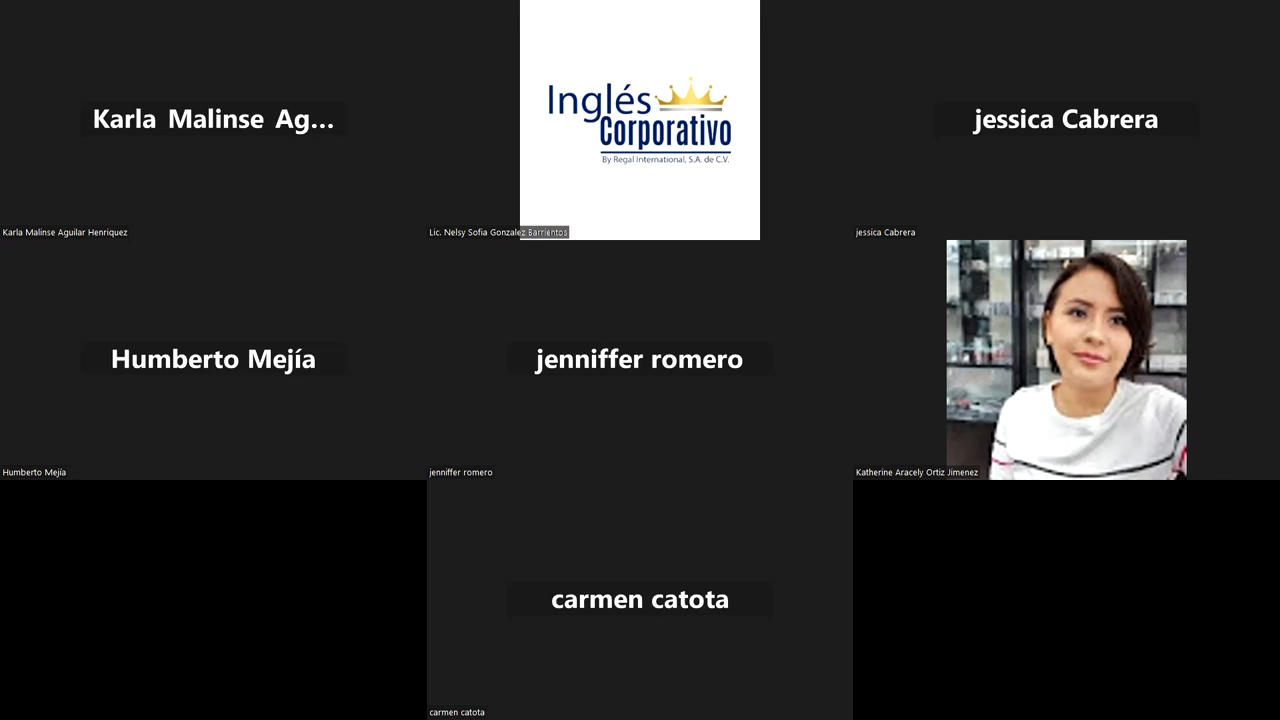 Karla Malinse Ag...
Karla Malinse Aguilar Henriquez
Inglés
Corporativo
By Regal International, S.A. de C.V.
Lic. Nelsy Sofia Gonzalez Barrientos
jessica Cabrera
jessica Cabrera
Humberto Mejía
Humberto Mejía
jenniffer romero
jenniffer romero
Katherine Aracely Ortiz Jimenez
carmen catota
carmen catota